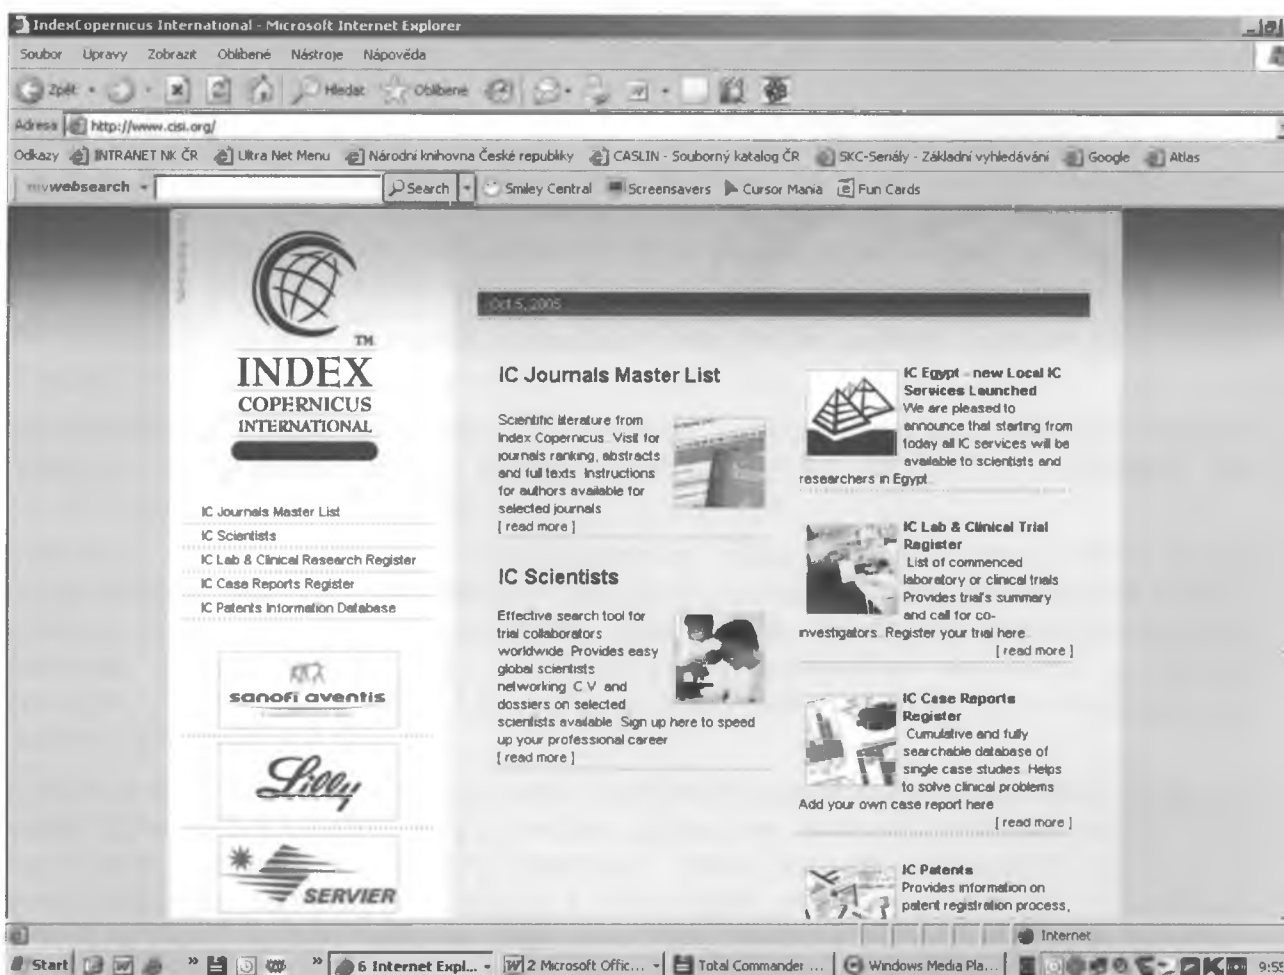 IndexCopernicus International - Microsoft Internet Explorer
Soubor Úpravy Zobrazit Oblíbené Nástroje Nápověda
Zpět Hledat Oblíbené
Adresa http://www.cisi.org/
Odkazy INTRANET NK ČR Ultra Net Menu Národní knihovna České republiky CASLIN - Souborný katalog ČR SKC-Seriály - Základní vyhledávání Google Atlas
mywebsearch Search Smiley Central Screensavers Cursor Mania Fun Cards
TM
INDEX
COPERNICUS
INTERNATIONAL
IC Journals Master List
IC Scientists
IC Lab & Clinical Research Register
IC Case Reports Register
IC Patents Information Database
sanofi aventis
Lilly
SERVIER
Oct 5, 2005
IC Journals Master List
Scientific literature from
Index Copernicus. Visit for
journals ranking, abstracts
and full texts. Instructions
for authors available for
selected journals
[ read more ]
IC Scientists
Effective search tool for
trial collaborators
worldwide. Provides easy
global scientists
networking. C.V. and
dossiers on selected
scientists available. Sign up here to speed
up your professional career
[ read more ]
IC Egypt - new Local IC
Services Launched
We are pleased to
announce that starting from
today all IC services will be
available to scientists and
researchers in Egypt.
IC Lab & Clinical Trial
Register
List of commenced
laboratory or clinical trials
Provides trial's summary
and call for co-
investigators. Register your trial here.
[ read more ]
IC Case Reports
Register
Cumulative and fully
searchable database of
single case studies. Helps
to solve clinical problems
Add your own case report here
[ read more ]
IC Patents
Provides information on
patent registration process,
Internet
Start » » 6 Internet Expl... 2 Microsoft Offic... Total Commander ... Windows Media Pla...